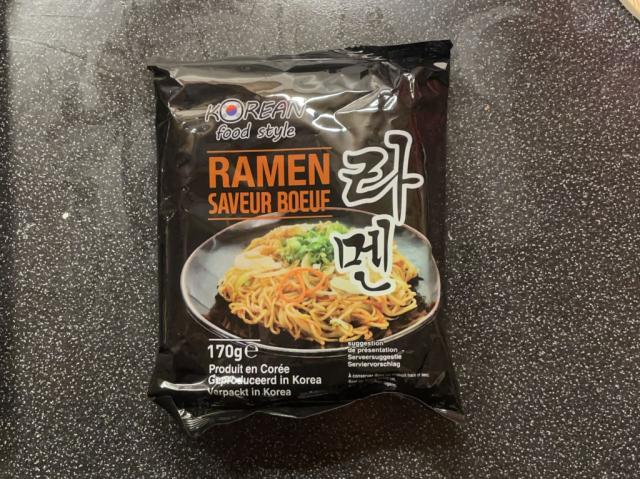 KOREAN
food style
RAMEN
SAVEUR BOEUF
라
멘
170g℮
suggestion
de présentation -
Serveersuggestie
Serviervorschlag
Produit en Corée
Geproduceerd in Korea
Verpackt in Korea